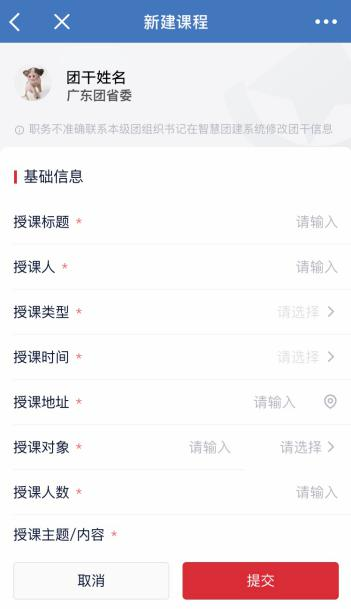 新建课程
团干姓名
广东团省委
职务不准确联系本级团组织书记在智慧团建系统修改团干信息
基础信息
授课标题 * 请输入
授课人 * 请输入
授课类型 * 请选择
授课时间 * 请选择
授课地址 * 请输入
授课对象 * 请输入 请选择
授课人数 * 请输入
授课主题/内容 *
取消 提交